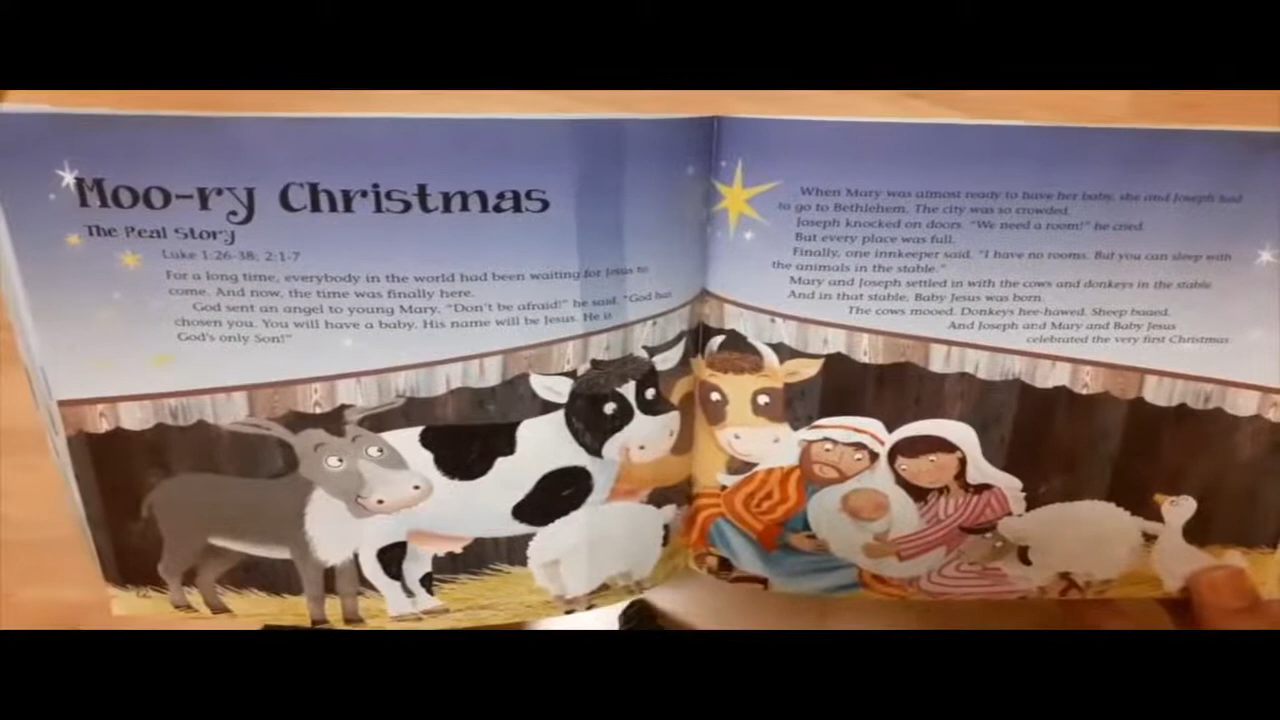 Moo-ry Christmas
The Real Story
Luke 1:26-38; 2:1-7
For a long time, everybody in the world had been waiting for Jesus to
come. And now, the time was finally here.
God sent an angel to young Mary. "Don't be afraid!" he said. "God has
chosen you. You will have a baby. His name will be Jesus. He is
God's only Son!"
When Mary was almost ready to have her baby, she and Joseph had
to go to Bethlehem. The city was so crowded.
Joseph knocked on doors. "We need a room!" he cried.
But every place was full.
Finally, one innkeeper said, "I have no rooms. But you can sleep with
the animals in the stable."
Mary and Joseph settled in with the cows and donkeys in the stable.
And in that stable, Baby Jesus was born.
The cows mooed. Donkeys hee-hawed. Sheep baaed.
And Joseph and Mary and Baby Jesus
celebrated the very first Christmas